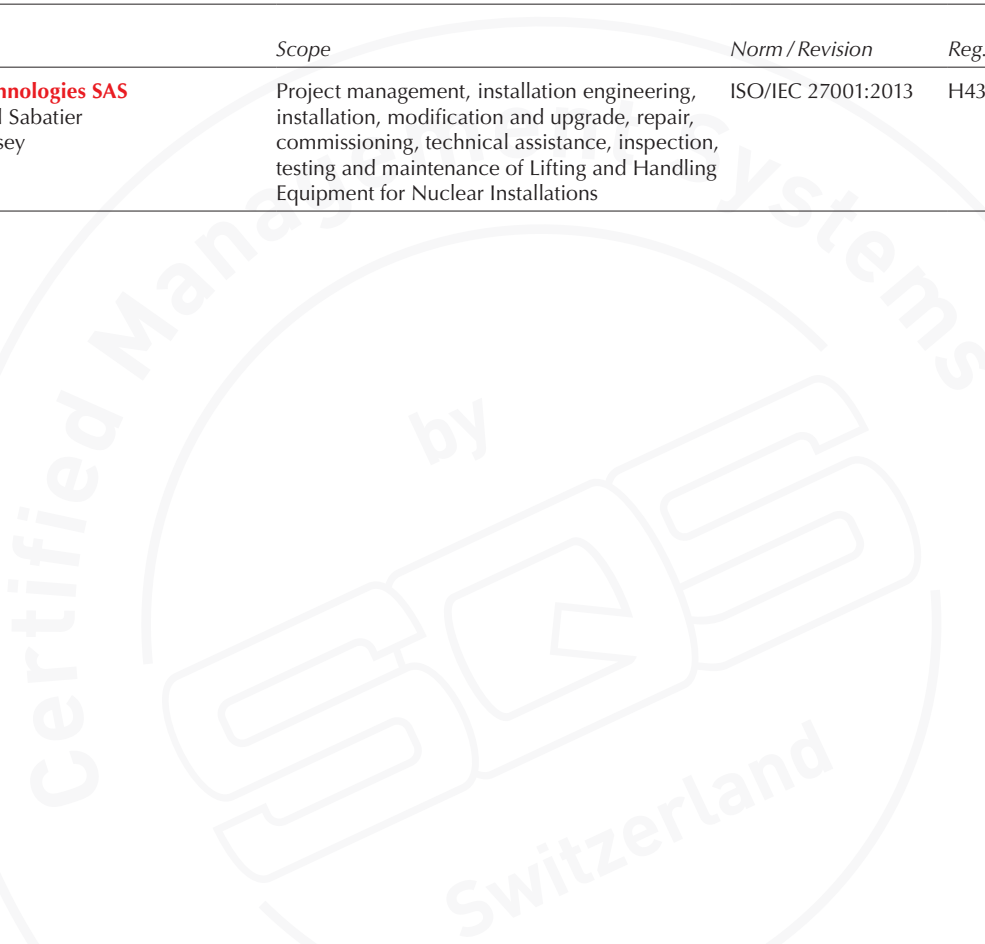 Scope Norm / Revision Reg.
hnologies SAS Project management, installation engineering, ISO/IEC 27001:2013 H43
Sabatier installation, modification and upgrade, repair,
sey commissioning, technical assistance, inspection,
testing and maintenance of Lifting and Handling
Equipment for Nuclear Installations
Certified Management Systems
by
SQS
Switzerland